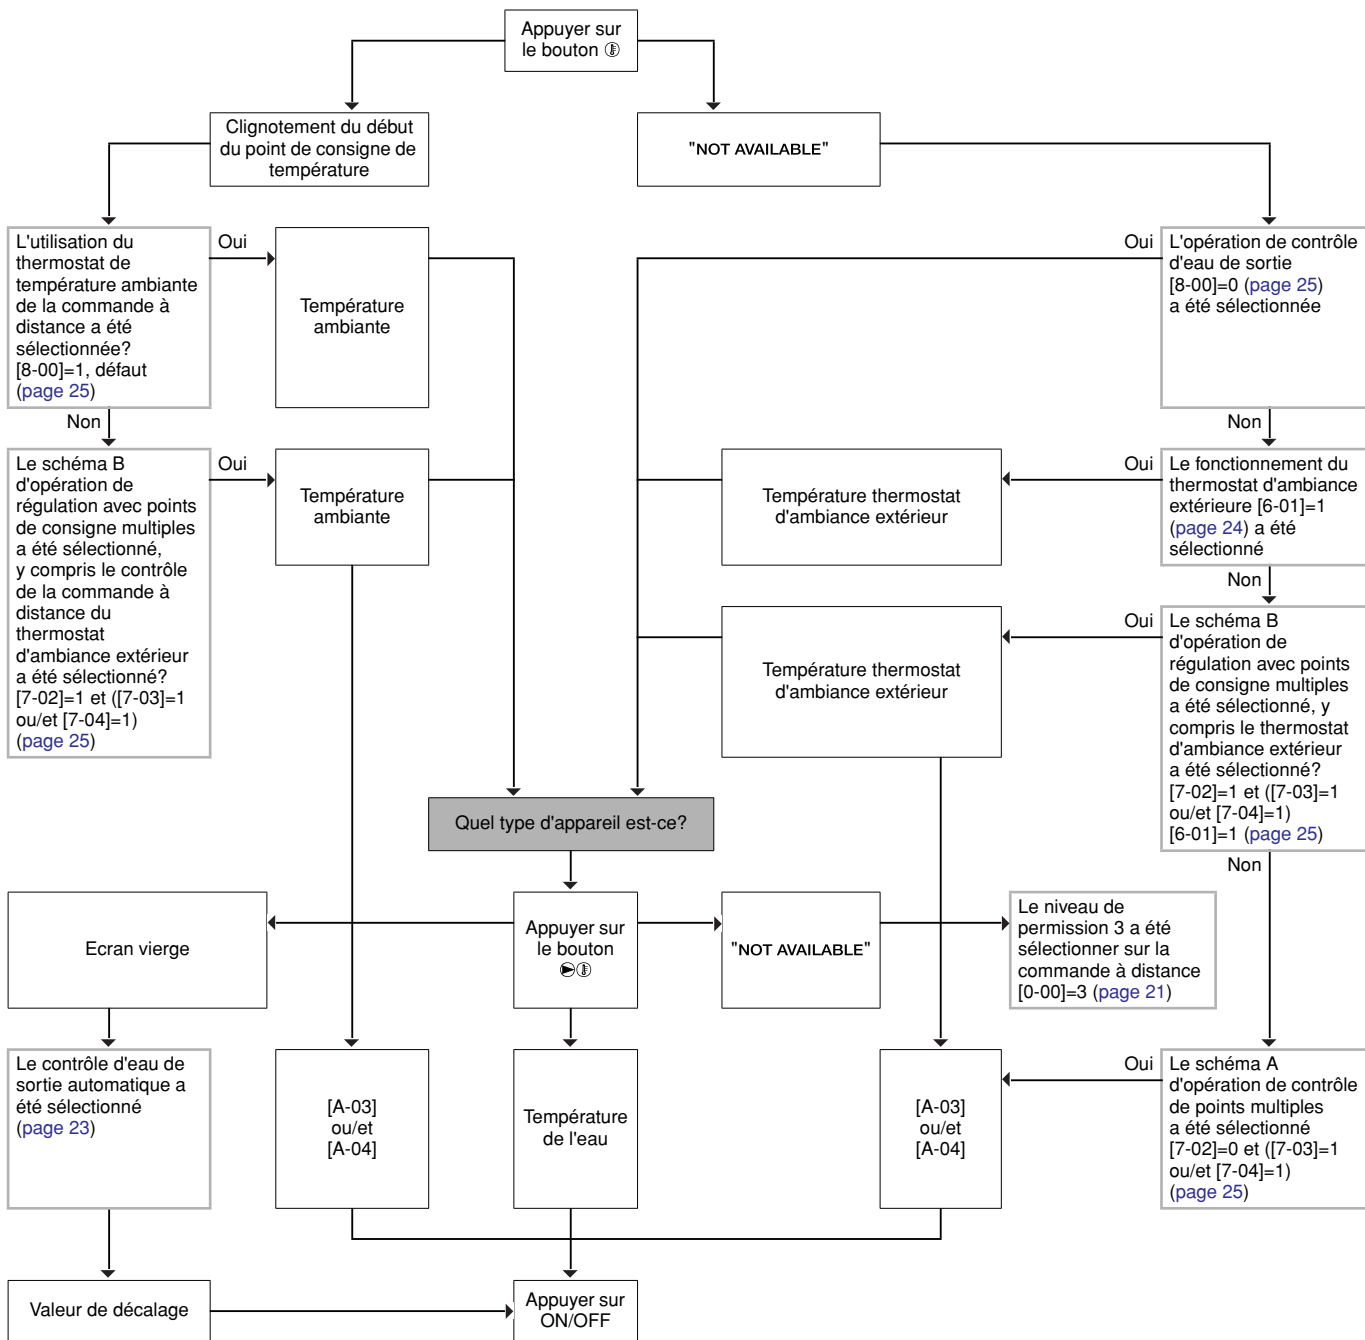 Appuyer sur
le bouton
Clignotement du début
du point de consigne de
température
"NOT AVAILABLE"
L'utilisation du
thermostat de
température ambiante
de la commande à
distance a été
sélectionnée?
[8-00]=1, défaut
(page 25)
Oui
Température
ambiante
Oui
L'opération de contrôle
d'eau de sortie
[8-00]=0 (page 25)
a été sélectionnée
Non
Non
Le schéma B
d'opération de
régulation avec points
de consigne multiples
a été sélectionné,
y compris le contrôle
de la commande à
distance du
thermostat
d'ambiance extérieur
a été sélectionné?
[7-02]=1 et ([7-03]=1
ou/et [7-04]=1)
(page 25)
Oui
Température
ambiante
Température thermostat
d'ambiance extérieur
Oui
Le fonctionnement du
thermostat d'ambiance
extérieure [6-01]=1
(page 24) a été
sélectionné
Non
Température thermostat
d'ambiance extérieur
Oui
Le schéma B
d'opération de
régulation avec points
de consigne multiples
a été sélectionné, y
compris le thermostat
d'ambiance extérieur
a été sélectionné?
[7-02]=1 et ([7-03]=1
ou/et [7-04]=1)
[6-01]=1 (page 25)
Quel type d'appareil est-ce?
Non
Ecran vierge
Appuyer sur
le bouton
"NOT AVAILABLE"
Le niveau de
permission 3 a été
sélectionner sur la
commande à distance
[0-00]=3 (page 21)
Le contrôle d'eau de
sortie automatique a
été sélectionné
(page 23)
[A-03]
ou/et
[A-04]
Température
de l'eau
[A-03]
ou/et
[A-04]
Oui
Le schéma A
d'opération de contrôle
de points multiples
a été sélectionné
[7-02]=0 et ([7-03]=1
ou/et [7-04]=1)
(page 25)
Valeur de décalage
Appuyer sur
ON/OFF